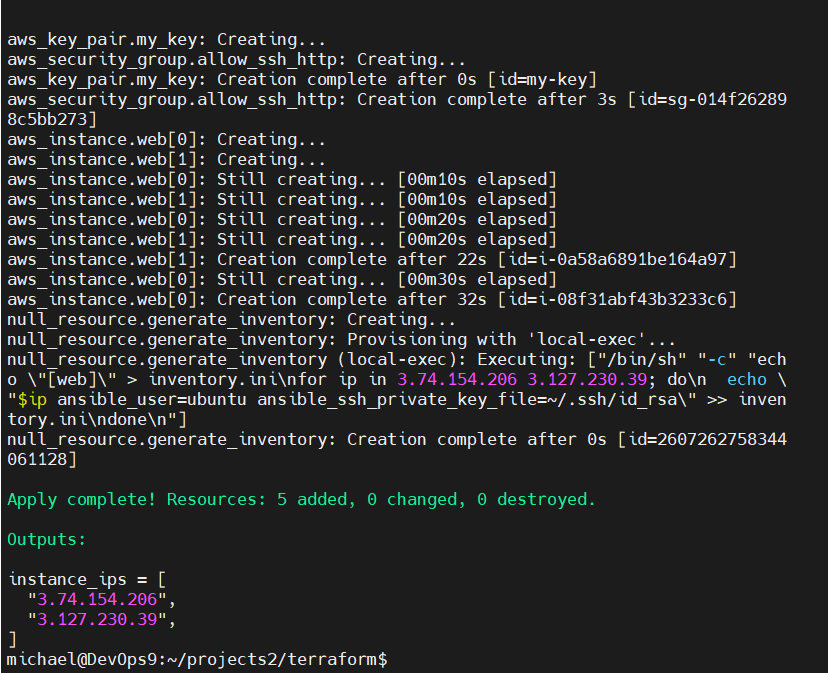 aws_key_pair.my_key: Creating...
aws_security_group.allow_ssh_http: Creating...
aws_key_pair.my_key: Creation complete after 0s [id=my-key]
aws_security_group.allow_ssh_http: Creation complete after 3s [id=sg-014f26289
8c5bb273]
aws_instance.web[0]: Creating...
aws_instance.web[1]: Creating...
aws_instance.web[0]: Still creating... [00m10s elapsed]
aws_instance.web[1]: Still creating... [00m10s elapsed]
aws_instance.web[0]: Still creating... [00m20s elapsed]
aws_instance.web[1]: Still creating... [00m20s elapsed]
aws_instance.web[1]: Creation complete after 22s [id=i-0a58a6891be164a97]
aws_instance.web[0]: Still creating... [00m30s elapsed]
aws_instance.web[0]: Creation complete after 32s [id=i-08f31abf43b3233c6]
null_resource.generate_inventory: Creating...
null_resource.generate_inventory: Provisioning with 'local-exec'...
null_resource.generate_inventory (local-exec): Executing: ["/bin/sh" "-c" "ech
o \"[web]\" > inventory.ini\nfor ip in 3.74.154.206 3.127.230.39; do\n  echo \
"$ip ansible_user=ubuntu ansible_ssh_private_key_file=~/.ssh/id_rsa\" >> inven
tory.ini\ndone\n"]
null_resource.generate_inventory: Creation complete after 0s [id=2607262758344
061128]
Apply complete! Resources: 5 added, 0 changed, 0 destroyed.
Outputs:
instance_ips = [
  "3.74.154.206",
  "3.127.230.39",
]
michael@DevOps9:~/projects2/terraform$